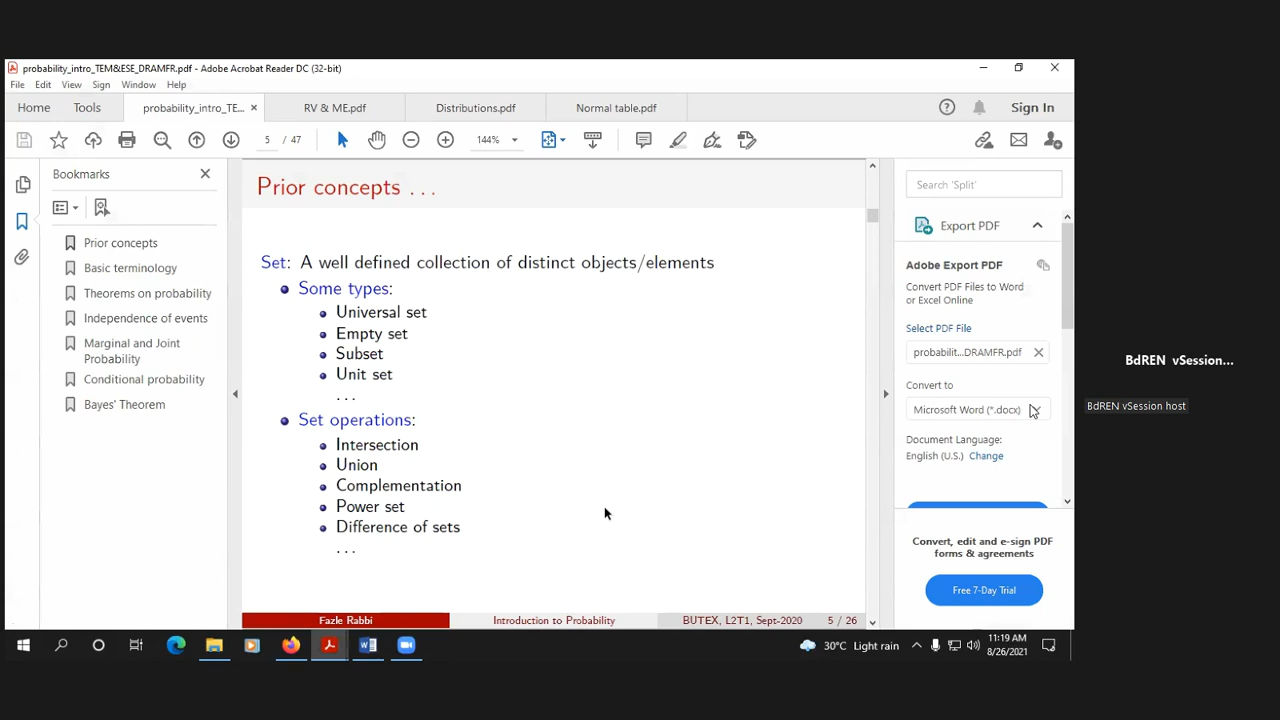 probability_intro_TEM&ESE_DRAMFR.pdf - Adobe Acrobat Reader DC (32-bit)
File Edit View Sign Window Help
Home Tools probability_intro_TE... × RV & ME.pdf Distributions.pdf Normal table.pdf Sign In
5 / 47 144%
Bookmarks
Prior concepts
Basic terminology
Theorems on probability
Independence of events
Marginal and Joint
Probability
Conditional probability
Bayes' Theorem
Prior concepts . . .
Set: A well defined collection of distinct objects/elements
Some types:
Universal set
Empty set
Subset
Unit set
. . .
Set operations:
Intersection
Union
Complementation
Power set
Difference of sets
. . .
Fazle Rabbi Introduction to Probability BUTEX, L2T1, Sept-2020 5 / 26
Search 'Split'
Export PDF
Adobe Export PDF
Convert PDF Files to Word
or Excel Online
Select PDF File
probabilit...DRAMFR.pdf
Convert to
Microsoft Word (*.docx)
Document Language:
English (U.S.) Change
Convert, edit and e-sign PDF
forms & agreements
Free 7-Day Trial
BdREN vSession...
BdREN vSession host
30°C Light rain
11:19 AM
8/26/2021